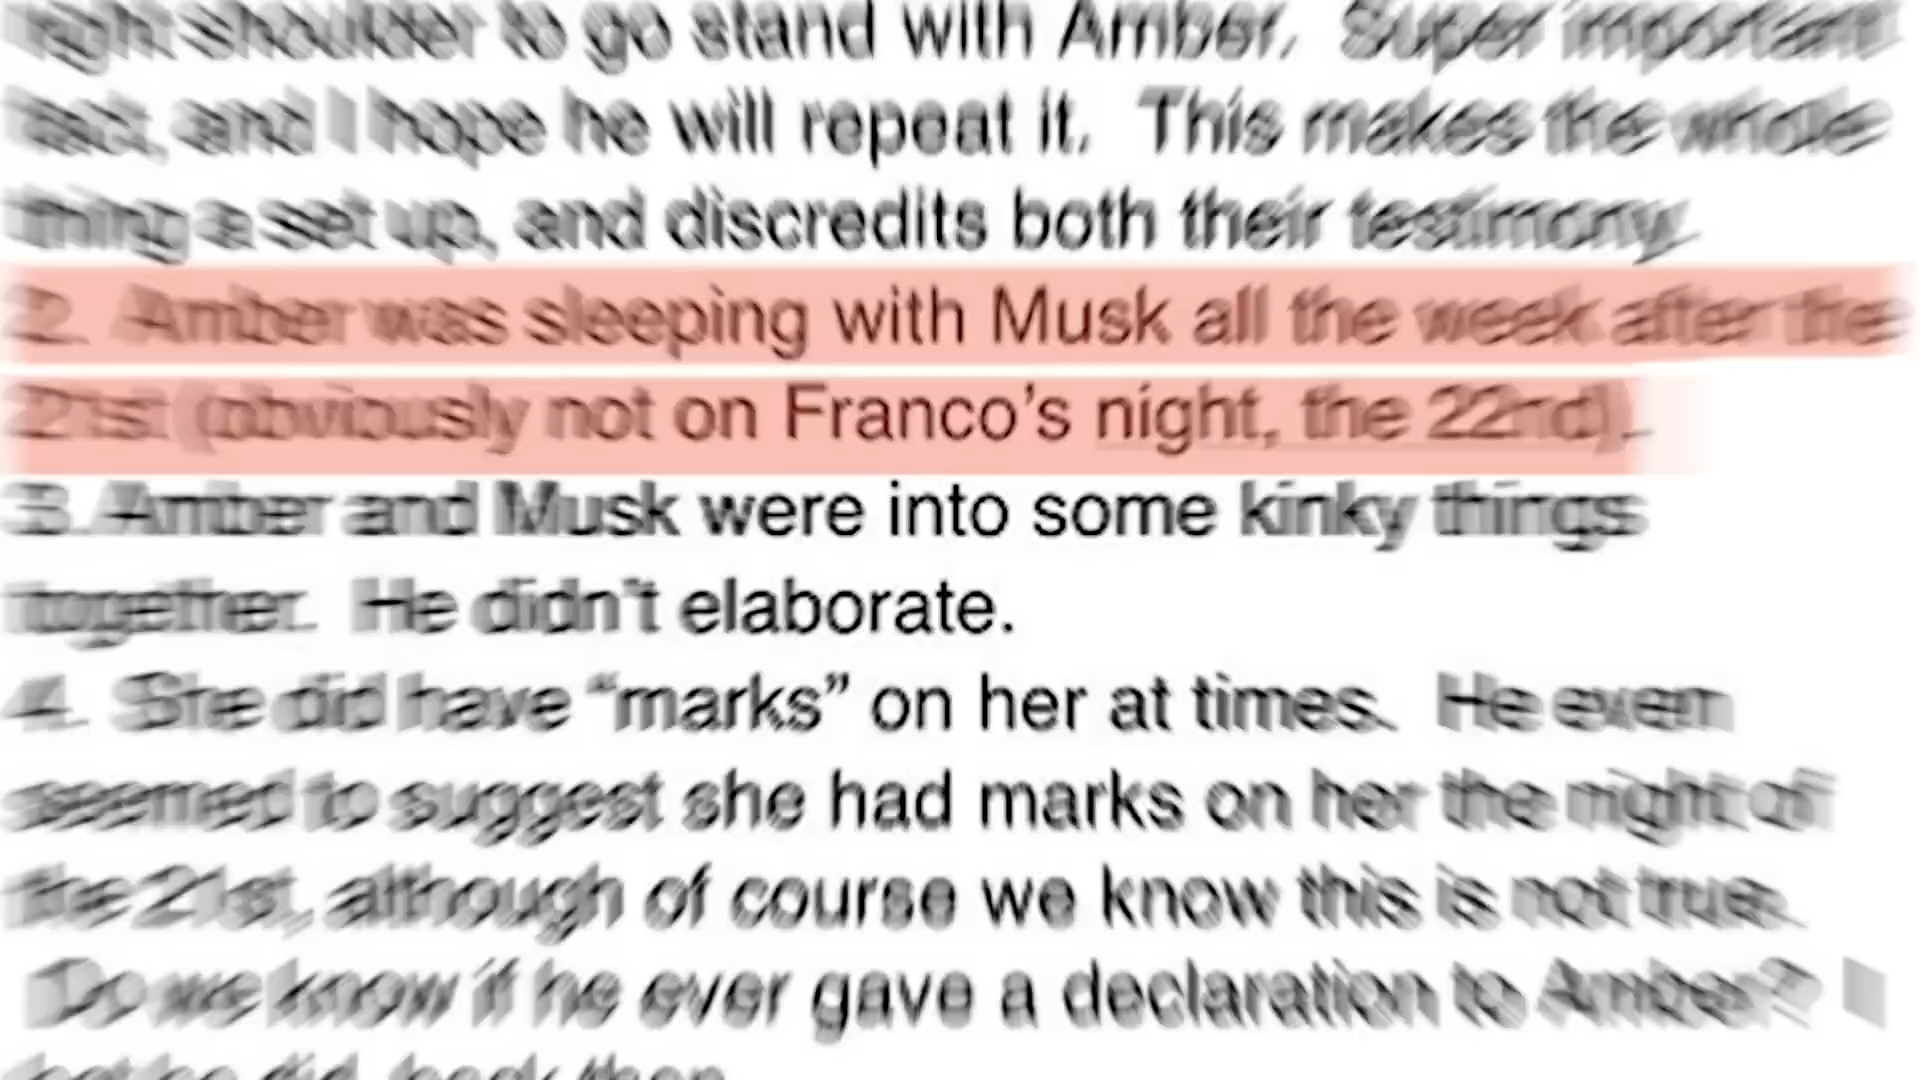 right shoulder to go stand with Amber. Super important
fact, and I hope he will repeat it. This makes the whole
thing a set up, and discredits both their testimony.
2. Amber was sleeping with Musk all the week after the
21st (obviously not on Franco’s night, the 22nd).
3. Amber and Musk were into some kinky things
together. He didn’t elaborate.
4. She did have “marks” on her at times. He even
seemed to suggest she had marks on her the night of
the 21st, although of course we know this is not true.
Do we know if he ever gave a declaration to Amber? I
bet he did, back then.